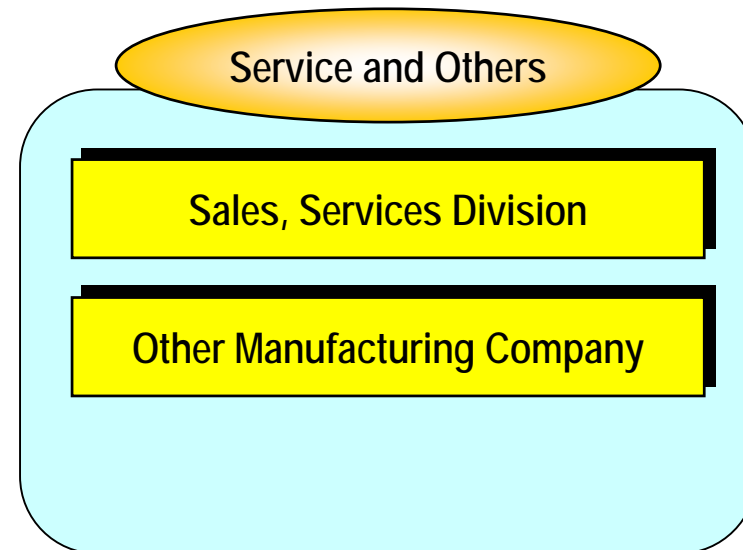 Service and Others
Sales, Services Division
Other Manufacturing Company